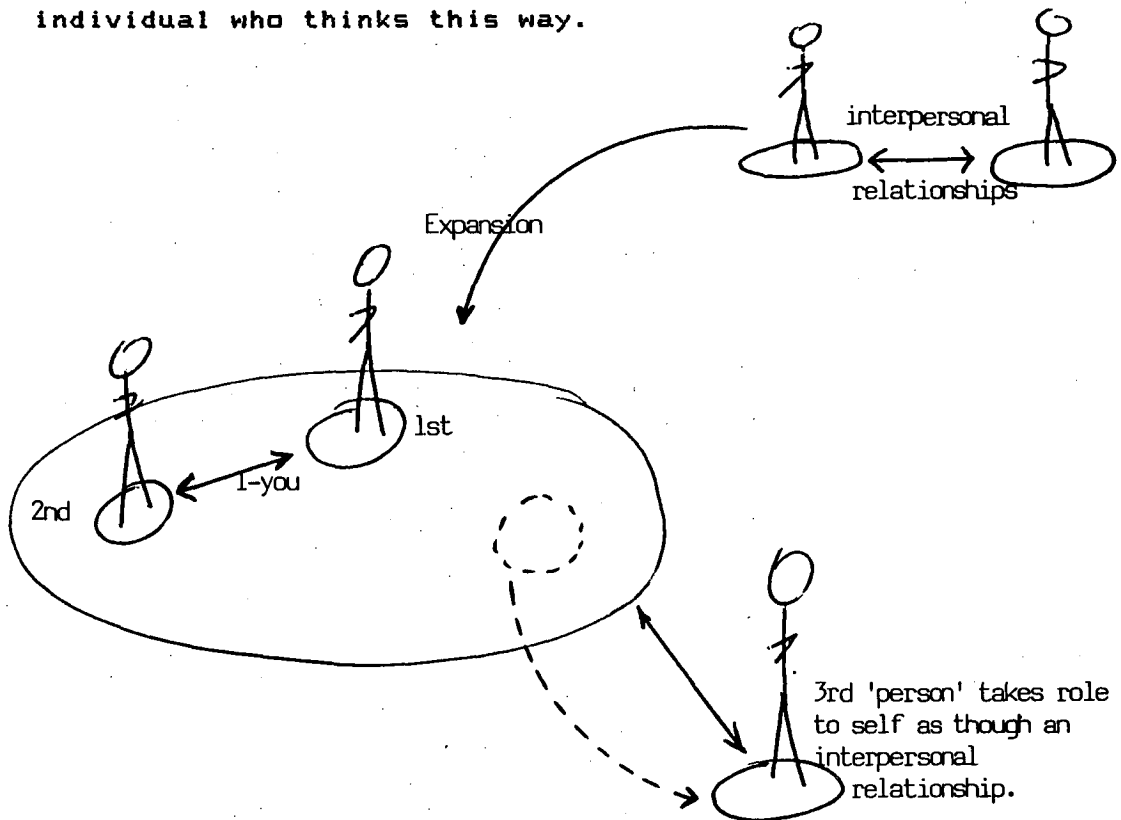 individual who thinks this way.
interpersonal
relationships
Expansion
1st
I-you
2nd
3rd 'person' takes role
to self as though an
interpersonal
relationship.